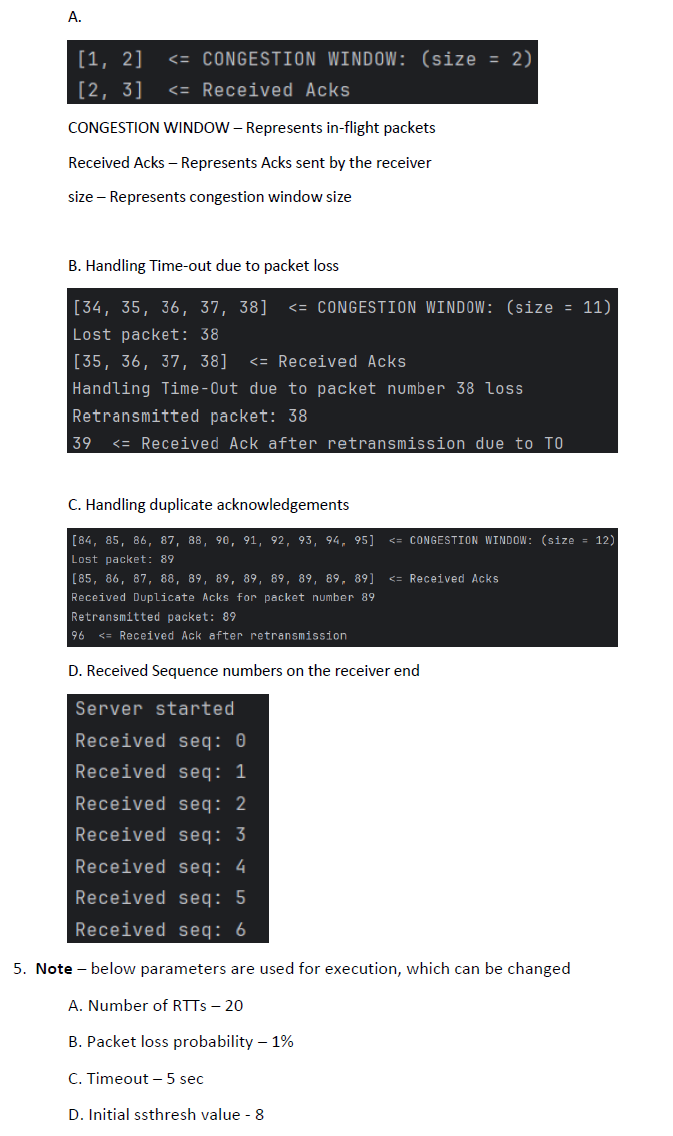 A.
[1, 2]  <= CONGESTION WINDOW: (size = 2)
[2, 3]  <= Received Acks
CONGESTION WINDOW – Represents in-flight packets
Received Acks – Represents Acks sent by the receiver
size – Represents congestion window size
B. Handling Time-out due to packet loss
[34, 35, 36, 37, 38]  <= CONGESTION WINDOW: (size = 11)
Lost packet: 38
[35, 36, 37, 38]  <= Received Acks
Handling Time-Out due to packet number 38 loss
Retransmitted packet: 38
39  <= Received Ack after retransmission due to TO
C. Handling duplicate acknowledgements
[84, 85, 86, 87, 88, 90, 91, 92, 93, 94, 95]  <= CONGESTION WINDOW: (size = 12)
Lost packet: 89
[85, 86, 87, 88, 89, 89, 89, 89, 89, 89, 89]  <= Received Acks
Received Duplicate Acks for packet number 89
Retransmitted packet: 89
96  <= Received Ack after retransmission
D. Received Sequence numbers on the receiver end
Server started
Received seq: 0
Received seq: 1
Received seq: 2
Received seq: 3
Received seq: 4
Received seq: 5
Received seq: 6
5. Note – below parameters are used for execution, which can be changed
A. Number of RTTs – 20
B. Packet loss probability – 1%
C. Timeout – 5 sec
D. Initial ssthresh value - 8